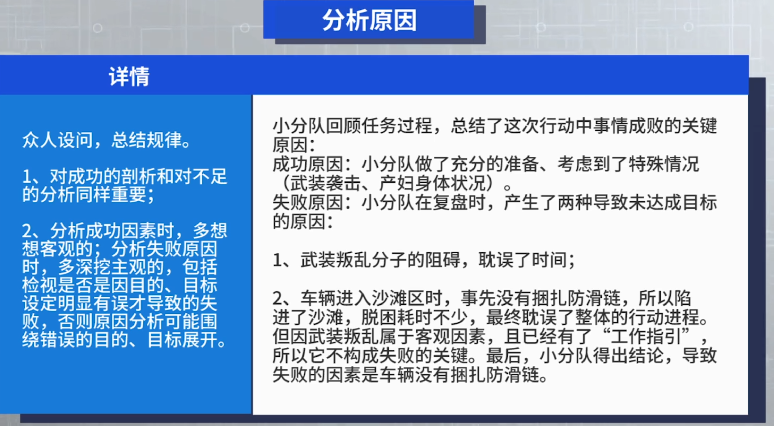 分析原因
详情
众人设问，总结规律。
1、对成功的剖析和对不足
的分析同样重要；
2、分析成功因素时，多想
想客观的；分析失败原因
时，多深挖主观的，包括
检视是否是因目的、目标
设定明显有误才导致的失
败，否则原因分析可能围
绕错误的目的、目标展开。
小分队回顾任务过程，总结了这次行动中事情成败的关键
原因：
成功原因：小分队做了充分的准备、考虑到了特殊情况
（武装袭击、产妇身体状况）。
失败原因：小分队在复盘时，产生了两种导致未达成目标
的原因：
1、武装叛乱分子的阻碍，耽误了时间；
2、车辆进入沙滩区时，事先没有捆扎防滑链，所以陷
进了沙滩，脱困耗时不少，最终耽误了整体的行动进程。
但因武装叛乱属于客观因素，且已经有了“工作指引”，
所以它不构成失败的关键。最后，小分队得出结论，导致
失败的因素是车辆没有捆扎防滑链。